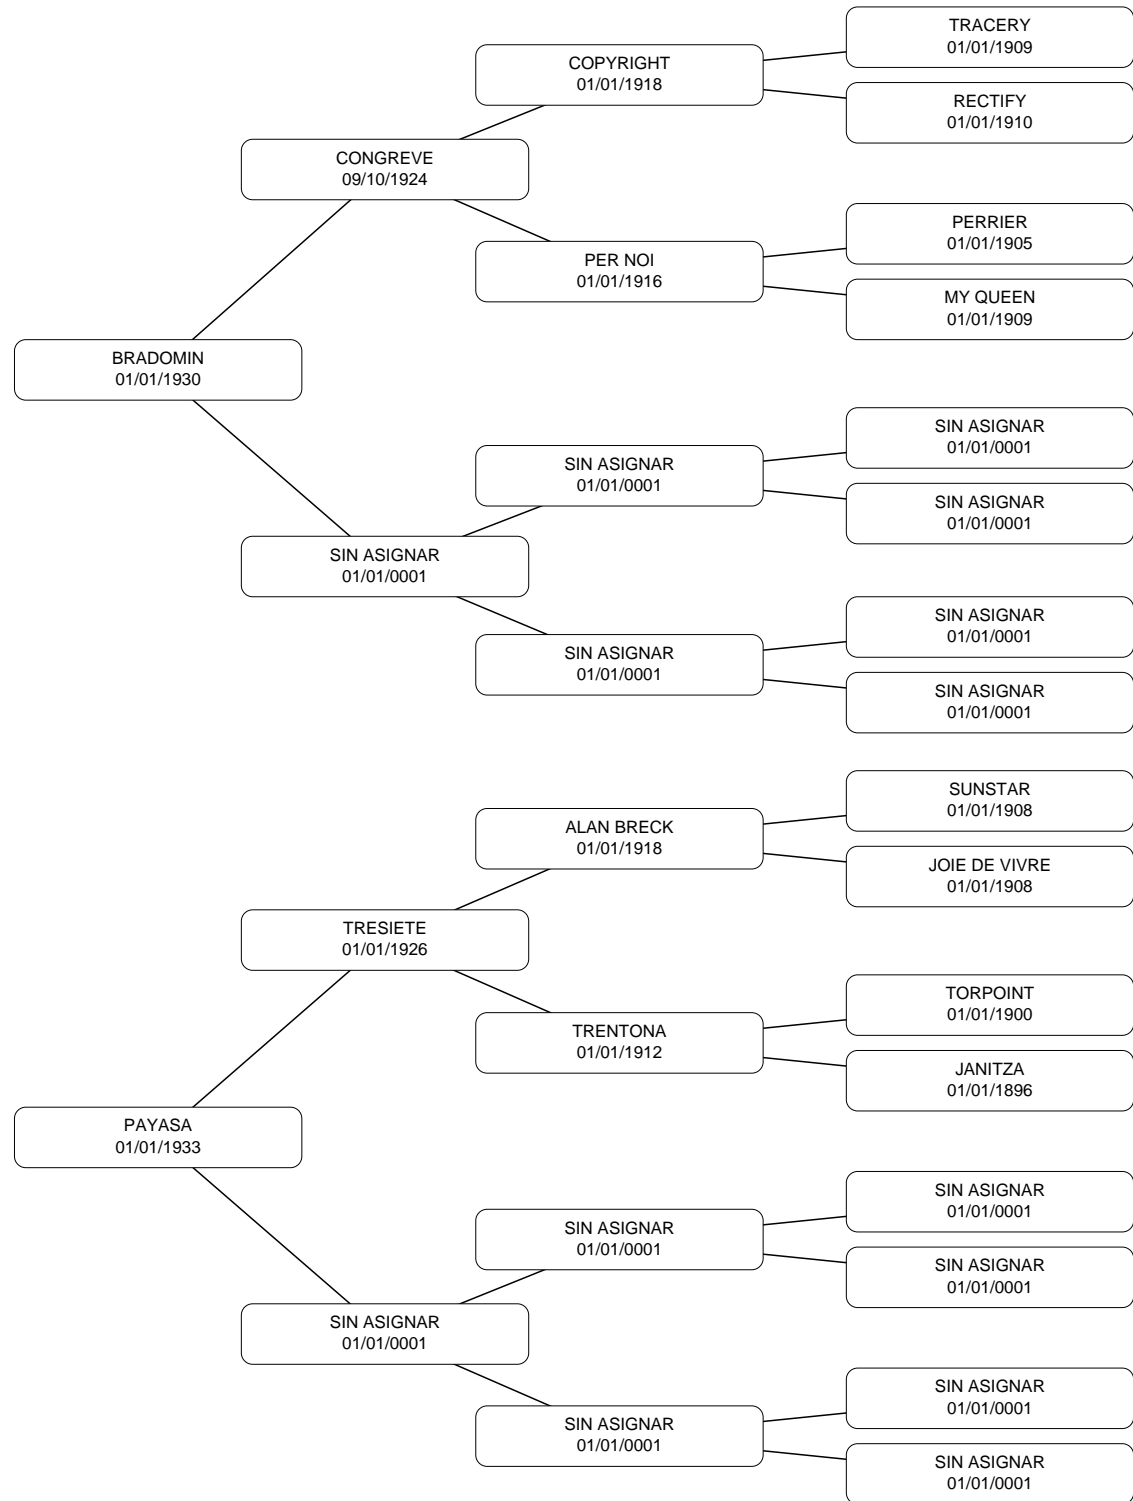 TRACERY
01/01/1909
COPYRIGHT
01/01/1918
RECTIFY
01/01/1910
CONGREVE
09/10/1924
PERRIER
01/01/1905
PER NOI
01/01/1916
MY QUEEN
01/01/1909
BRADOMIN
01/01/1930
SIN ASIGNAR
01/01/0001
SIN ASIGNAR
01/01/0001
SIN ASIGNAR
01/01/0001
SIN ASIGNAR
01/01/0001
SIN ASIGNAR
01/01/0001
SIN ASIGNAR
01/01/0001
SIN ASIGNAR
01/01/0001
SUNSTAR
01/01/1908
ALAN BRECK
01/01/1918
JOIE DE VIVRE
01/01/1908
TRESIETE
01/01/1926
TORPOINT
01/01/1900
TRENTONA
01/01/1912
JANITZA
01/01/1896
PAYASA
01/01/1933
SIN ASIGNAR
01/01/0001
SIN ASIGNAR
01/01/0001
SIN ASIGNAR
01/01/0001
SIN ASIGNAR
01/01/0001
SIN ASIGNAR
01/01/0001
SIN ASIGNAR
01/01/0001
SIN ASIGNAR
01/01/0001